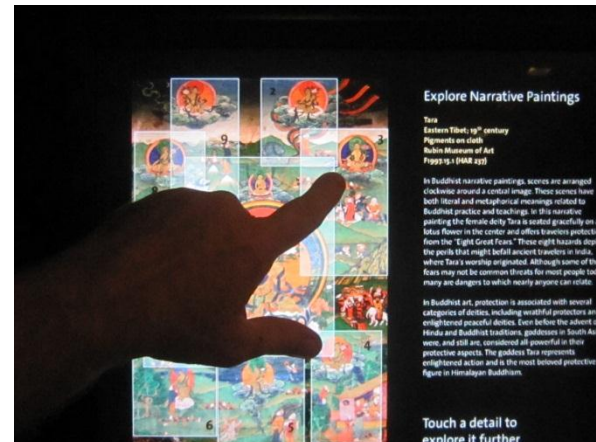 2
9
3
8
4
6
5
Explore Narrative Paintings
Tara
Eastern Tibet; 19th century
Pigments on cloth
Rubin Museum of Art
F1997.15.1 (HAR 237)
In Buddhist narrative paintings, scenes are arranged
clockwise around a central image. These scenes have
both literal and metaphorical meanings related to
Buddhist practice and teachings. In this narrative
painting the female deity Tara is seated gracefully on
lotus flower in the center and offers travelers
from the "Eight Great Fears." These eight hazards
the perils that might befall ancient travelers in India,
where Tara's worship originated. Although some of
fears may not be common threats for most people
many are dangers to which nearly anyone can relate.
In Buddhist art, protection is associated with several
categories of deities, including wrathful protectors
enlightened peaceful deities. Even before the advent
Hindu and Buddhist traditions, goddesses in South
were, and still are, considered all-powerful in their
protective aspects. The goddess Tara represents
enlightened action and is the most beloved protective
figure in Himalayan Buddhism.
Touch a detail to
explore it further